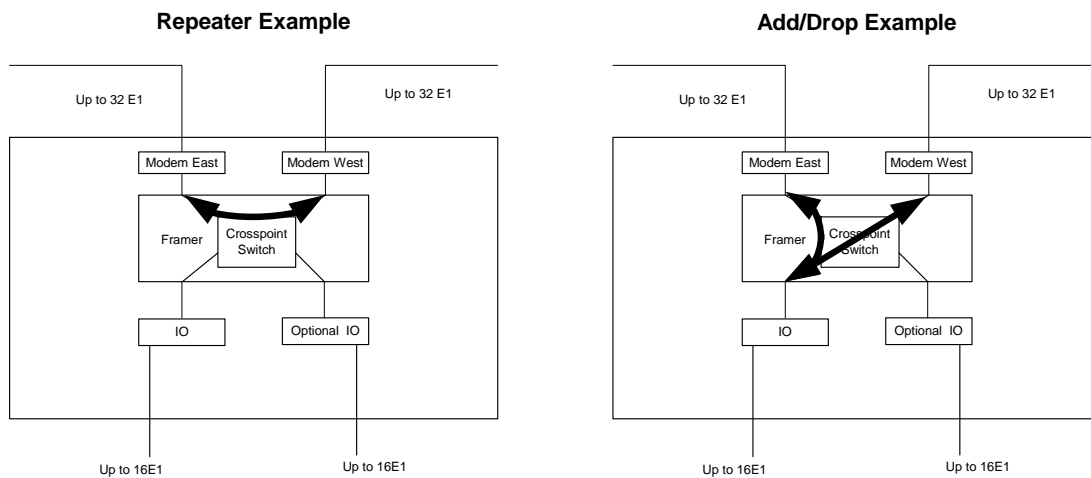 Repeater Example
Add/Drop Example
Up to 32 E1
Up to 32 E1
Modem East
Modem West
Framer
Crosspoint
Switch
IO
Optional IO
Up to 16E1
Up to 16E1
Up to 32 E1
Up to 32 E1
Modem East
Modem West
Framer
Crosspoint
Switch
IO
Optional IO
Up to 16E1
Up to 16E1